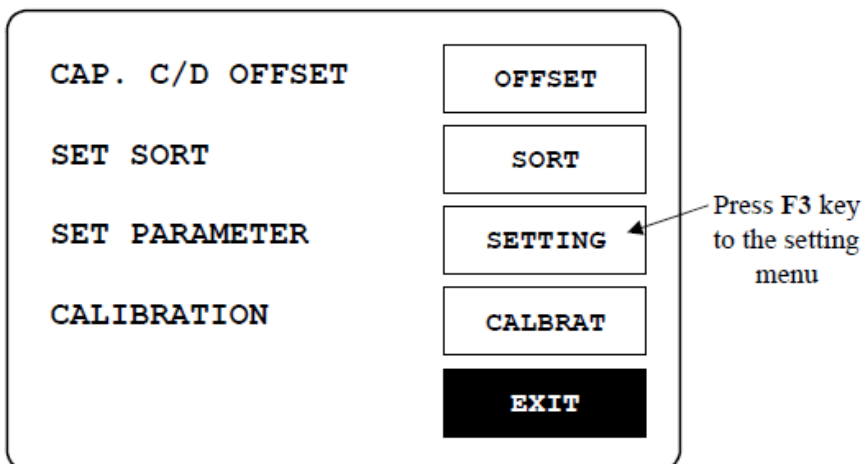 CAP. C/D OFFSET OFFSET
SET SORT SORT
SET PARAMETER SETTING
CALIBRATION CALBRAT
EXIT
Press F3 key
to the setting
menu